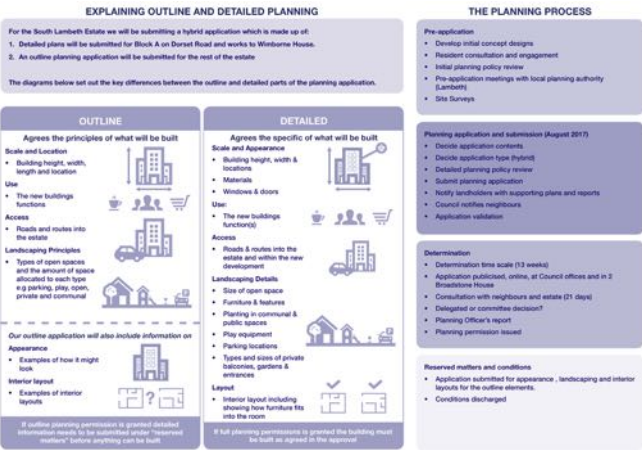 EXPLAINING OUTLINE AND DETAILED PLANNING
For the South Lambeth Estate we will be submitting a hybrid application which is made up of:
1. Detailed plans will be submitted for Block A on Dorset Road and works to Wimborne House.
2. An outline planning application will be submitted for the rest of the estate
The diagrams below set out the key differences between the outline and detailed parts of the planning application.
OUTLINE
Agrees the principles of what will be built
Scale and Location
• Building height, width,
length and location
Use
• The new buildings
functions
Access
• Roads and routes into
the estate
Landscaping Principles
• Types of open spaces
and the amount of space
allocated to each type
e.g parking, play, open,
private and communal
Our outline application will also include information on
Appearance
• Examples of how it might
look
Interior layout
• Examples of interior
layouts
?
If outline planning permission is granted detailed
information needs to be submitted under "reserved
matters" before anything can be built
DETAILED
Agrees the specific of what will be built
Scale and Appearance
• Building height, width &
locations
• Materials
• Windows & doors
Use:
• The new buildings
function(s)
Access
• Roads & routes into the
estate and within the new
development
Landscaping Details
• Size of open space
• Furniture & features
• Planting in communal &
public spaces
• Play equipment
• Parking locations
• Types and sizes of private
balconies, gardens &
entrances
Layout
• Interior layout including
showing how furniture fits
into the room
If full planning permissions is granted the building must
be built as agreed in the approval
THE PLANNING PROCESS
Pre-application
• Develop initial concept designs
• Resident consultation and engagement
• Initial planning policy review
• Pre-application meetings with local planning authority
(Lambeth)
• Site Surveys
Planning application and submission (August 2017)
• Decide application contents
• Decide application type (hybrid)
• Detailed planning policy review
• Submit planning application
• Notify landholders with supporting plans and reports
• Council notifies neighbours
• Application validation
Determination
• Determination time scale (13 weeks)
• Application publicised, online, at Council offices and in 2
Broadstone House
• Consultation with neighbours and estate (21 days)
• Delegated or committee decision?
• Planning Officer's report
• Planning permission issued
Reserved matters and conditions
• Application submitted for appearance , landscaping and interior
layouts for the outline elements.
• Conditions discharged